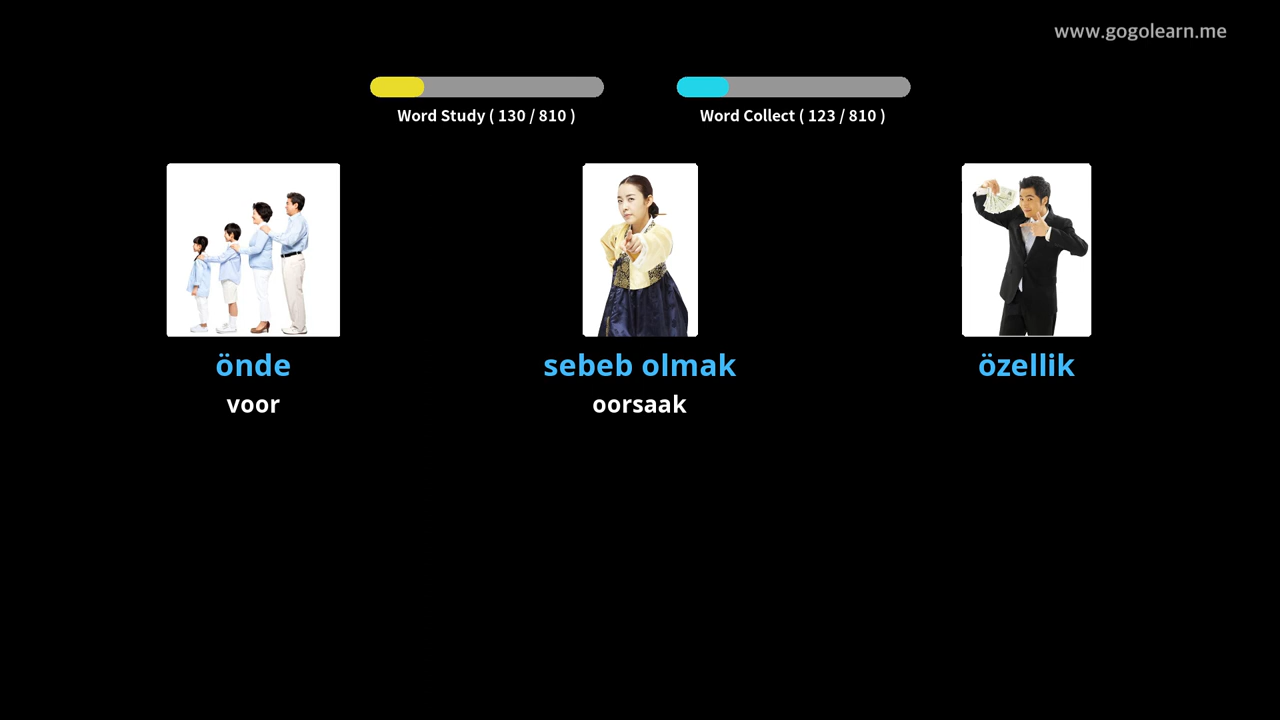 www.gogolearn.me
Word Study ( 130 / 810 )
Word Collect ( 123 / 810 )
önde
sebeb olmak
özellik
voor
oorsaak